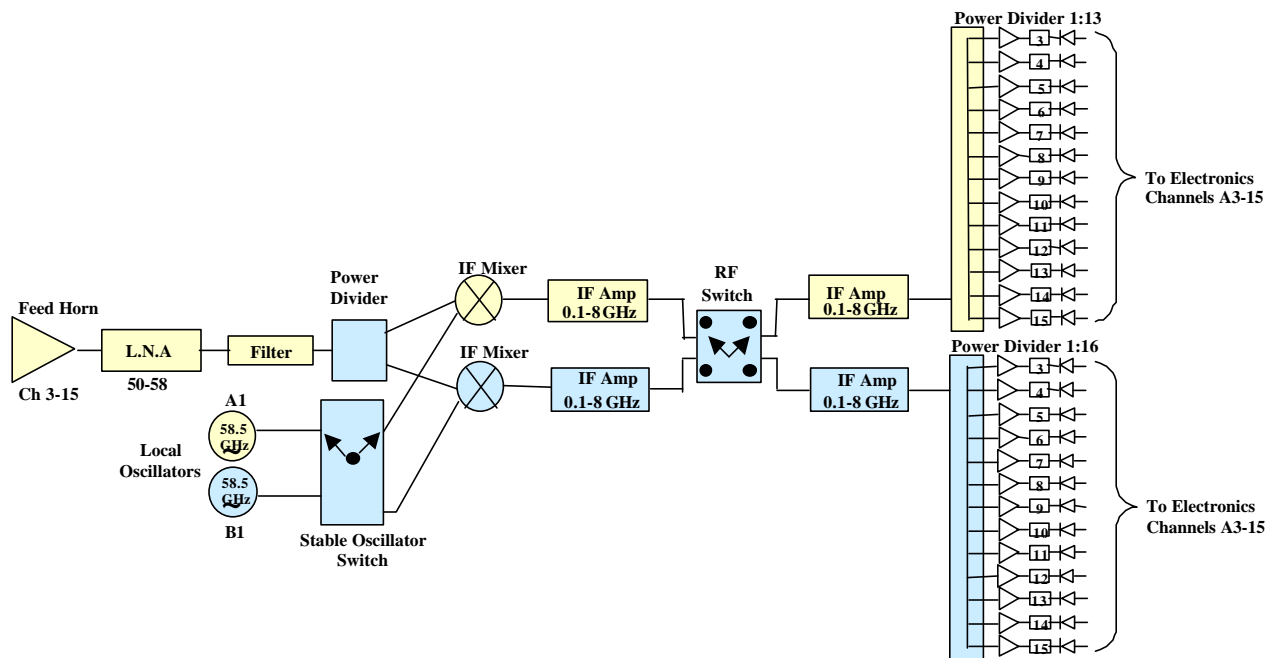 Power Divider 1:13
3
4
5
6
7
8
9
10
11
12
13
14
15
To Electronics
Channels A3-15
Feed Horn
Ch 3-15
L.N.A
50-58
Filter
Power
Divider
IF Mixer
IF Mixer
IF Amp
0.1-8 GHz
IF Amp
0.1-8 GHz
RF
Switch
IF Amp
0.1-8 GHz
IF Amp
0.1-8 GHz
A1
58.5
GHz
Local
Oscillators
58.5
GHz
B1
Stable Oscillator
Switch
Power Divider 1:16
3
4
5
6
7
8
9
10
11
12
13
14
15
To Electronics
Channels A3-15